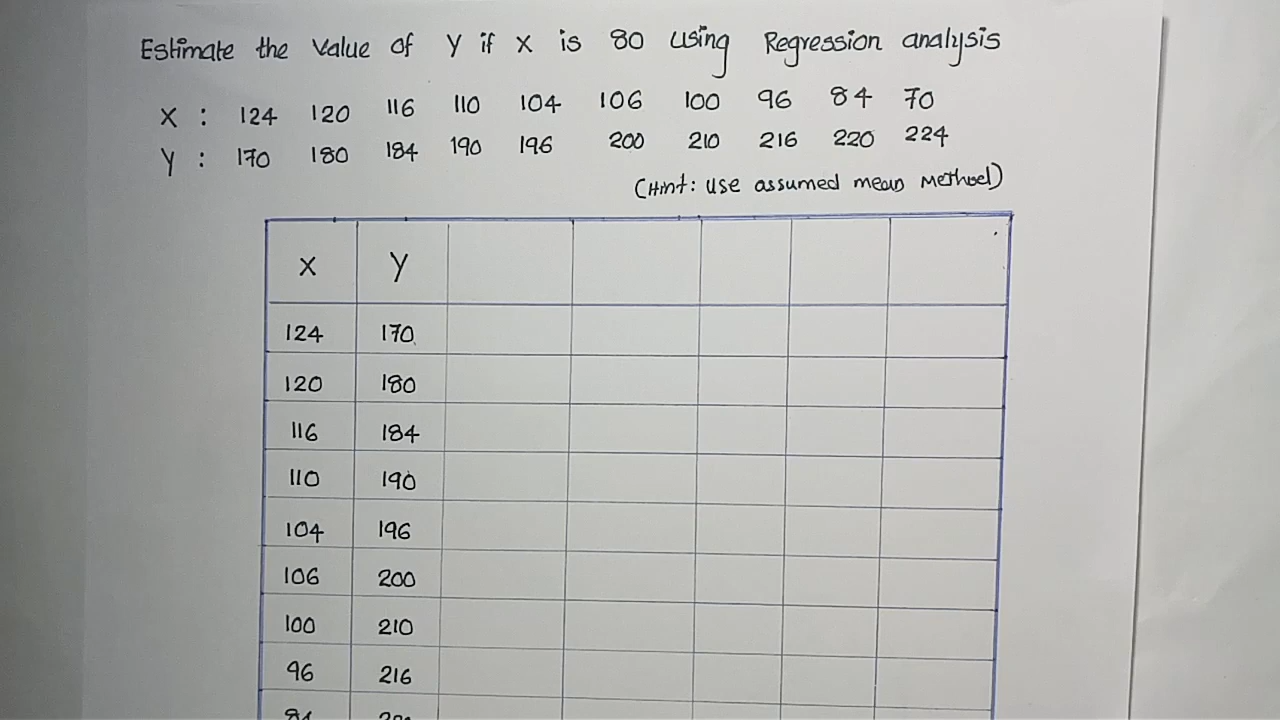 Estimate the value of Y if X is 80 using Regression analysis
X : 124 120 116 110 104 106 100 96 84 70
Y : 170 180 184 190 196 200 210 216 220 224
(Hint: use assumed mean Method)
X Y
124 170
120 180
116 184
110 190
104 196
106 200
100 210
96 216